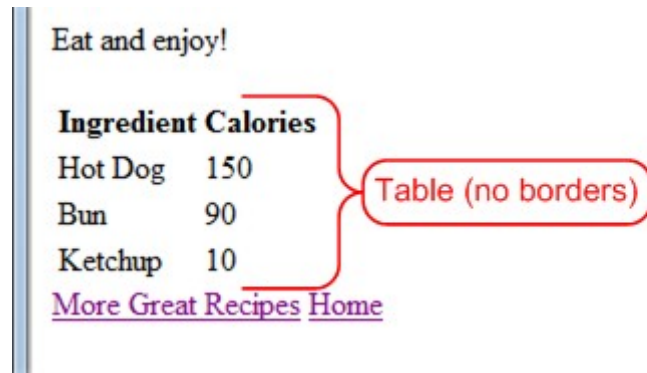 Eat and enjoy!
Ingredient Calories
Hot Dog 150
Bun 90
Ketchup 10
Table (no borders)
More Great Recipes Home